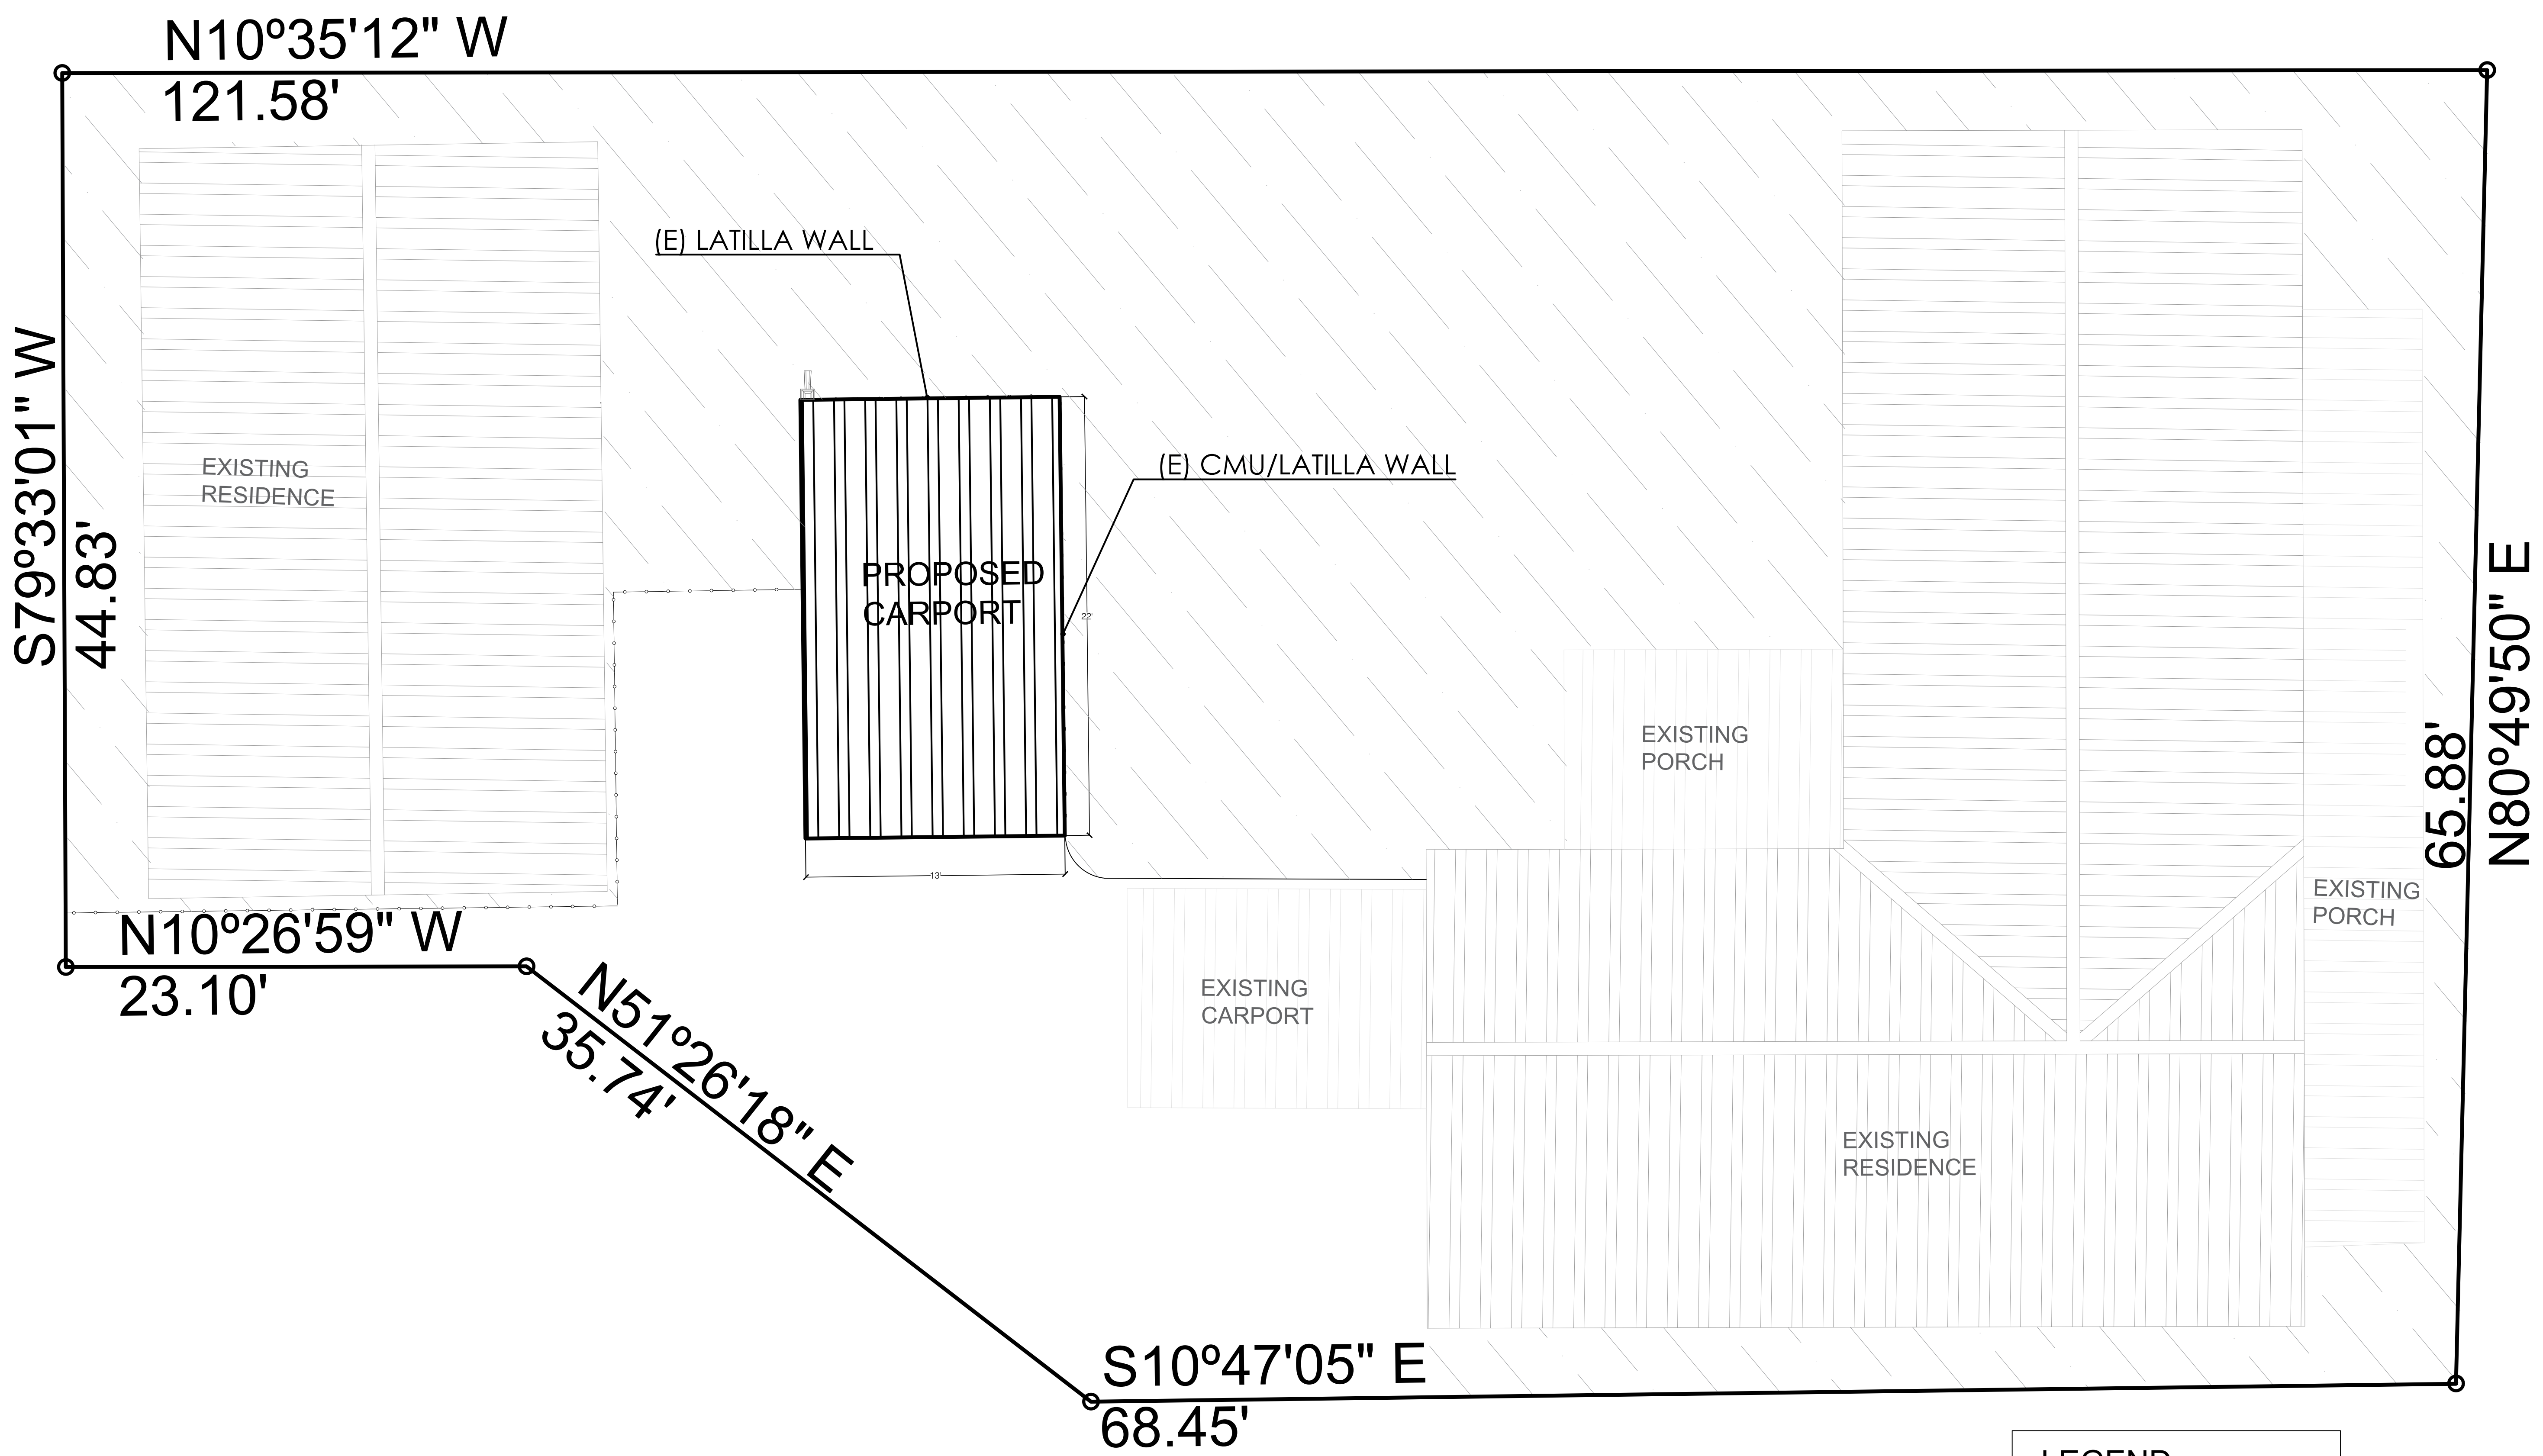 N10º35'12" W
121.58'
(E) LATILLA WALL
(E) CMU/LATILLA WALL
EXISTING
RESIDENCE
S79º33'01" W
44.83'
PROPOSED
CARPORT
22'
13'
EXISTING
PORCH
N80º49'50" E
65.88'
EXISTING
PORCH
N10º26'59" W
23.10'
N51º26'18" E
35.74'
EXISTING
CARPORT
EXISTING
RESIDENCE
S10º47'05" E
68.45'
LEGEND